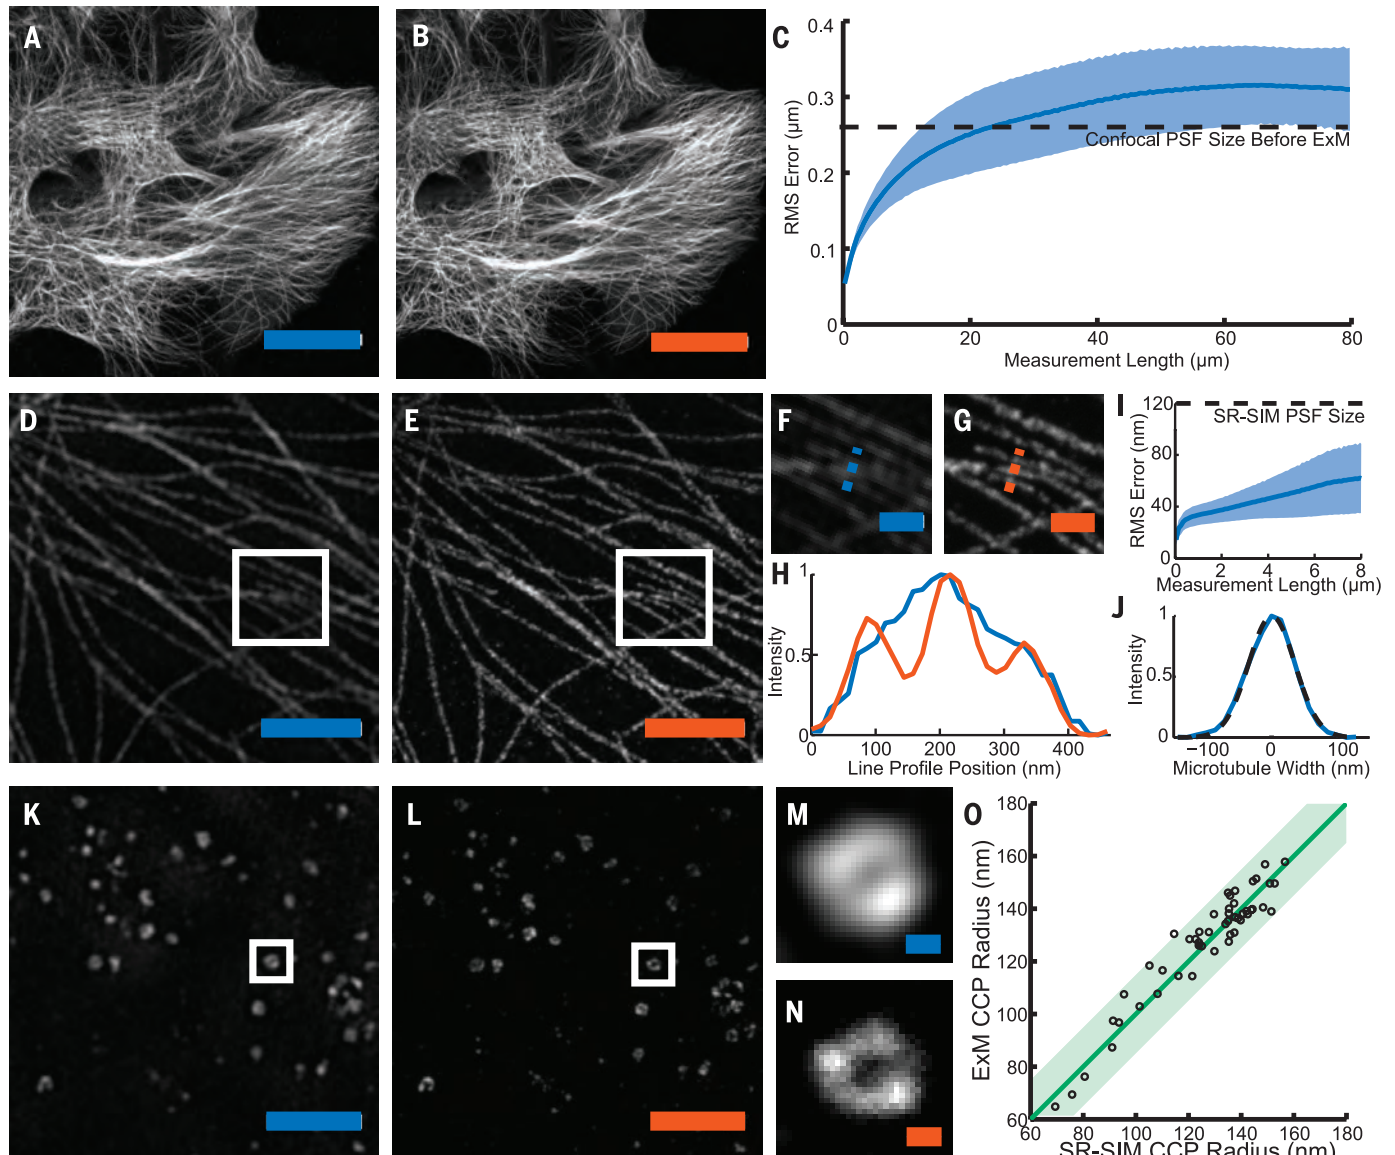 A
B
C
0.4
0.3
0.2
0.1
0
RMS Error (µm)
Confocal PSF Size Before ExM
0
20
40
60
80
Measurement Length (µm)
D
E
F
G
I
120
80
40
0
RMS Error (nm)
SR-SIM PSF Size
0
2
4
6
8
Measurement Length (µm)
H
1
0.5
0
Intensity
0
100
200
300
400
Line Profile Position (nm)
J
1
0.5
0
Intensity
−100
0
100
Microtubule Width (nm)
K
L
M
N
O
180
160
140
120
100
80
60
ExM CCP Radius (nm)
60
80
100
120
140
160
180
SR-SIM CCP Radius (nm)